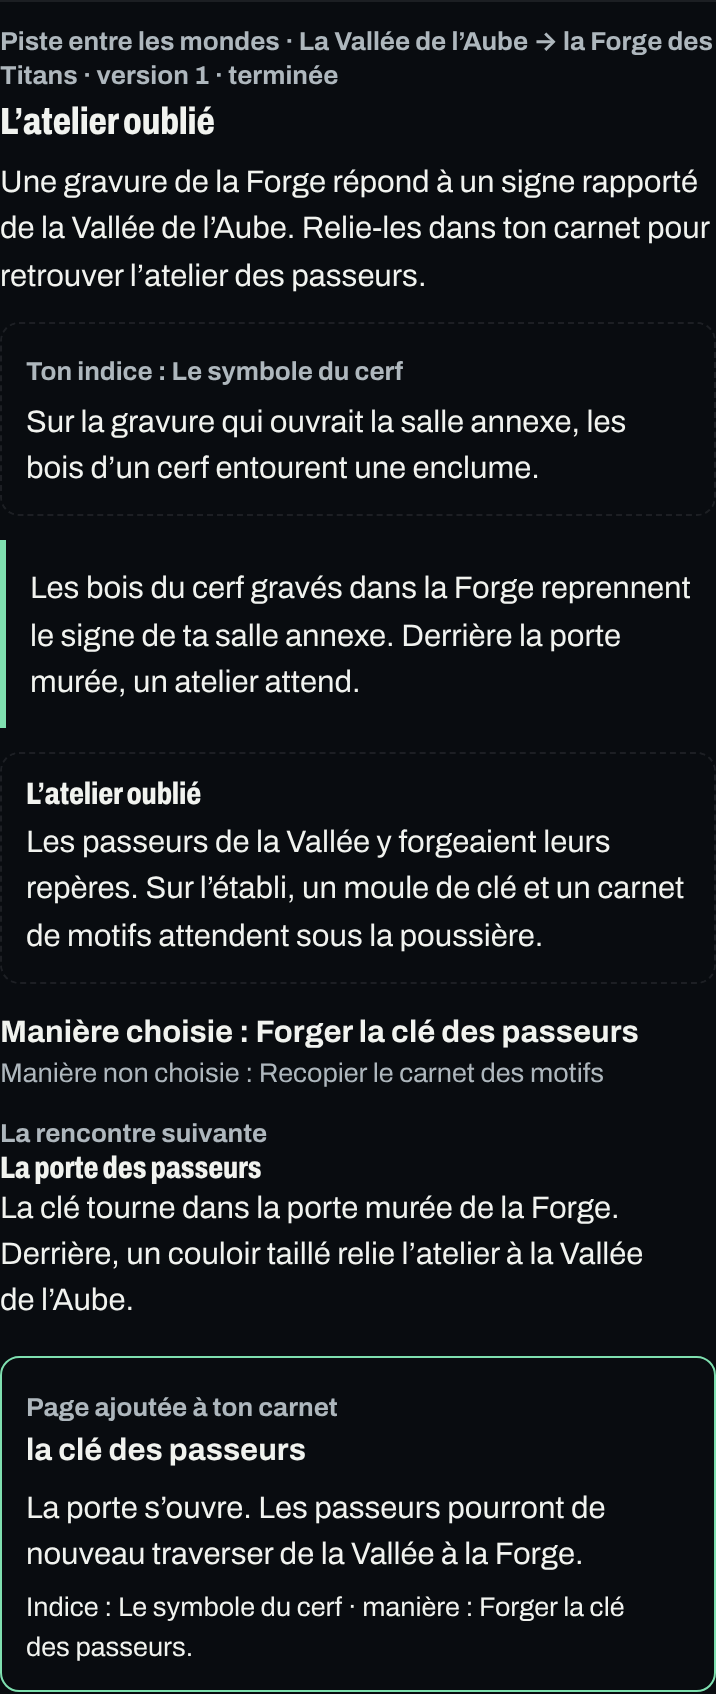 Piste entre les mondes · La Vallée de l’Aube → la Forge des
Titans · version 1 · terminée
L’atelier oublié
Une gravure de la Forge répond à un signe rapporté
de la Vallée de l’Aube. Relie-les dans ton carnet pour
retrouver l’atelier des passeurs.
Ton indice : Le symbole du cerf
Sur la gravure qui ouvrait la salle annexe, les
bois d’un cerf entourent une enclume.
Les bois du cerf gravés dans la Forge reprennent
le signe de ta salle annexe. Derrière la porte
murée, un atelier attend.
L’atelier oublié
Les passeurs de la Vallée y forgeaient leurs
repères. Sur l’établi, un moule de clé et un carnet
de motifs attendent sous la poussière.
Manière choisie : Forger la clé des passeurs
Manière non choisie : Recopier le carnet des motifs
La rencontre suivante
La porte des passeurs
La clé tourne dans la porte murée de la Forge.
Derrière, un couloir taillé relie l’atelier à la Vallée
de l’Aube.
Page ajoutée à ton carnet
la clé des passeurs
La porte s’ouvre. Les passeurs pourront de
nouveau traverser de la Vallée à la Forge.
Indice : Le symbole du cerf · manière : Forger la clé
des passeurs.